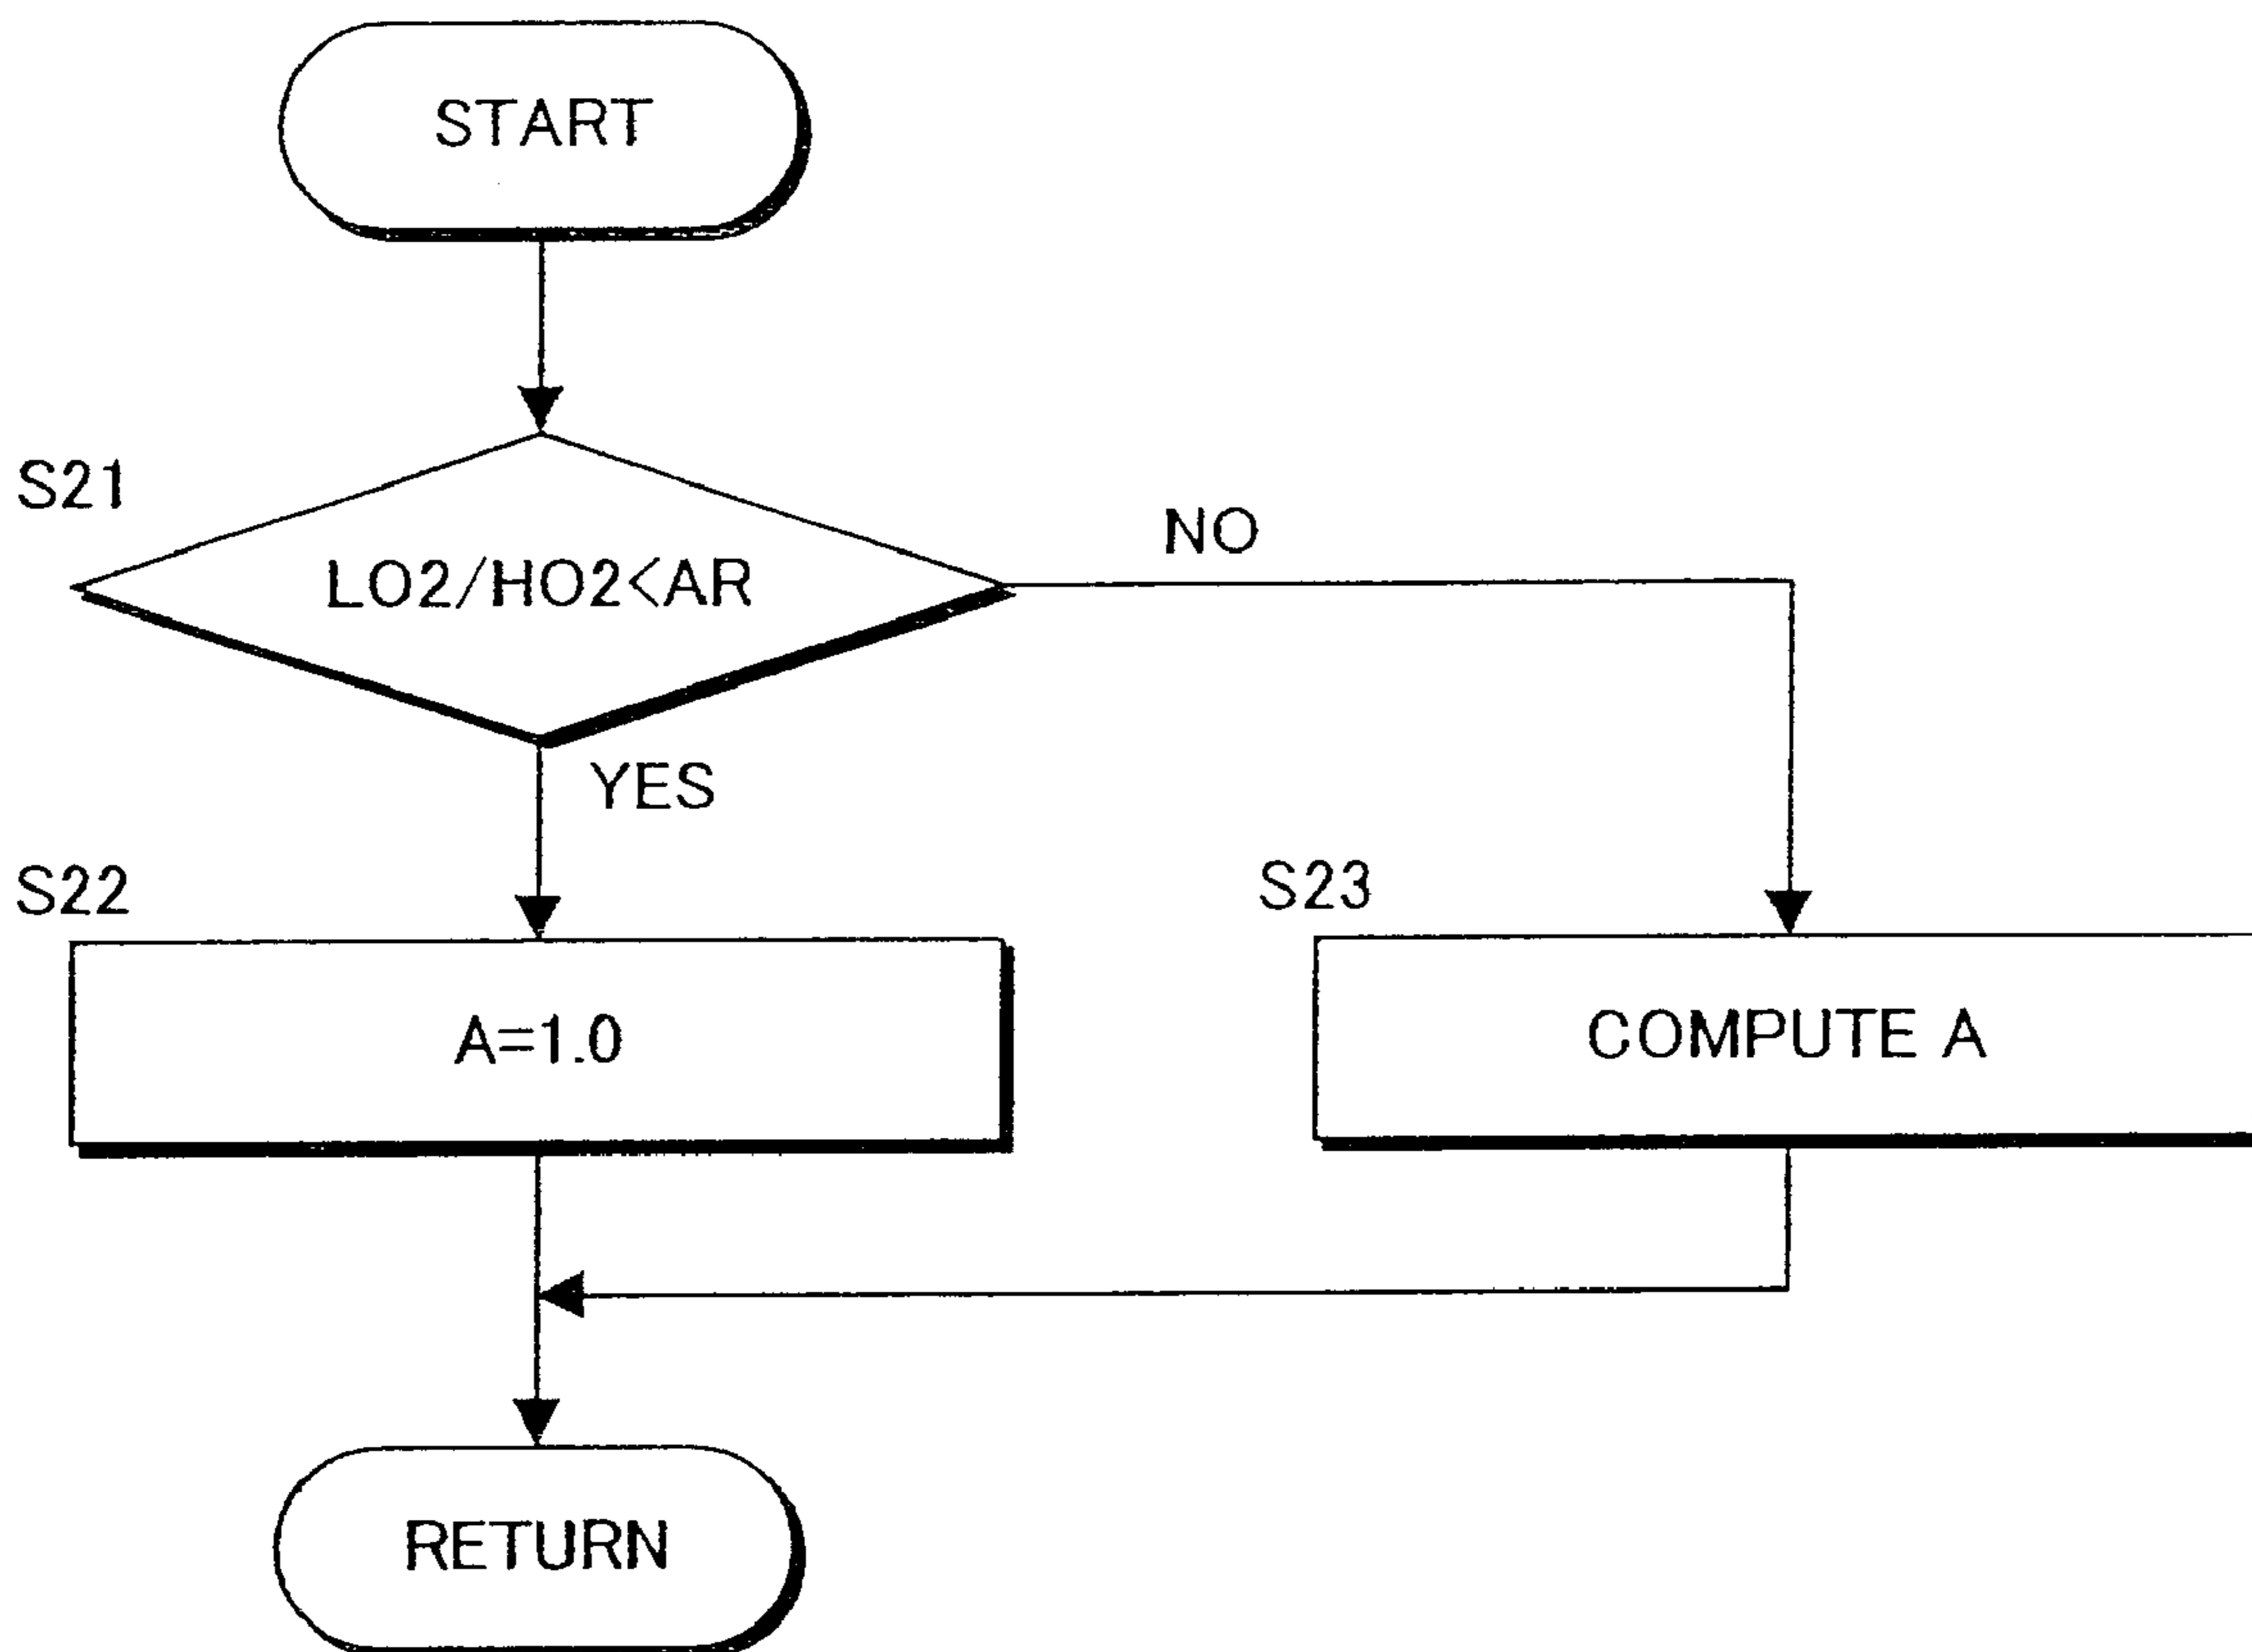 START
S21
LO2/HO2<AR
NO
YES
S22
S23
A=1.0
COMPUTE A
RETURN